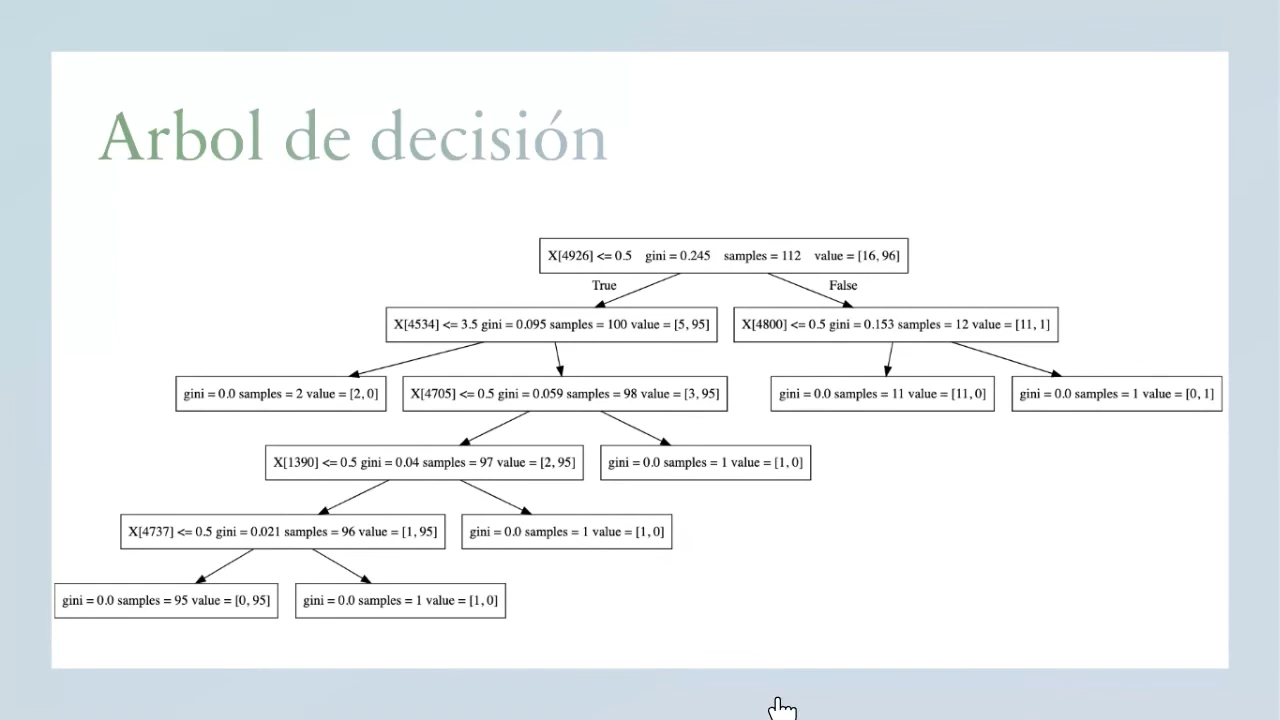 Arbol de decisión
X[4926] <= 0.5 gini = 0.245 samples = 112 value = [16, 96]
True
False
X[4534] <= 3.5 gini = 0.095 samples = 100 value = [5, 95]
X[4800] <= 0.5 gini = 0.153 samples = 12 value = [11, 1]
gini = 0.0 samples = 2 value = [2, 0]
X[4705] <= 0.5 gini = 0.059 samples = 98 value = [3, 95]
gini = 0.0 samples = 11 value = [11, 0]
gini = 0.0 samples = 1 value = [0, 1]
X[1390] <= 0.5 gini = 0.04 samples = 97 value = [2, 95]
gini = 0.0 samples = 1 value = [1, 0]
X[4737] <= 0.5 gini = 0.021 samples = 96 value = [1, 95]
gini = 0.0 samples = 1 value = [1, 0]
gini = 0.0 samples = 95 value = [0, 95]
gini = 0.0 samples = 1 value = [1, 0]